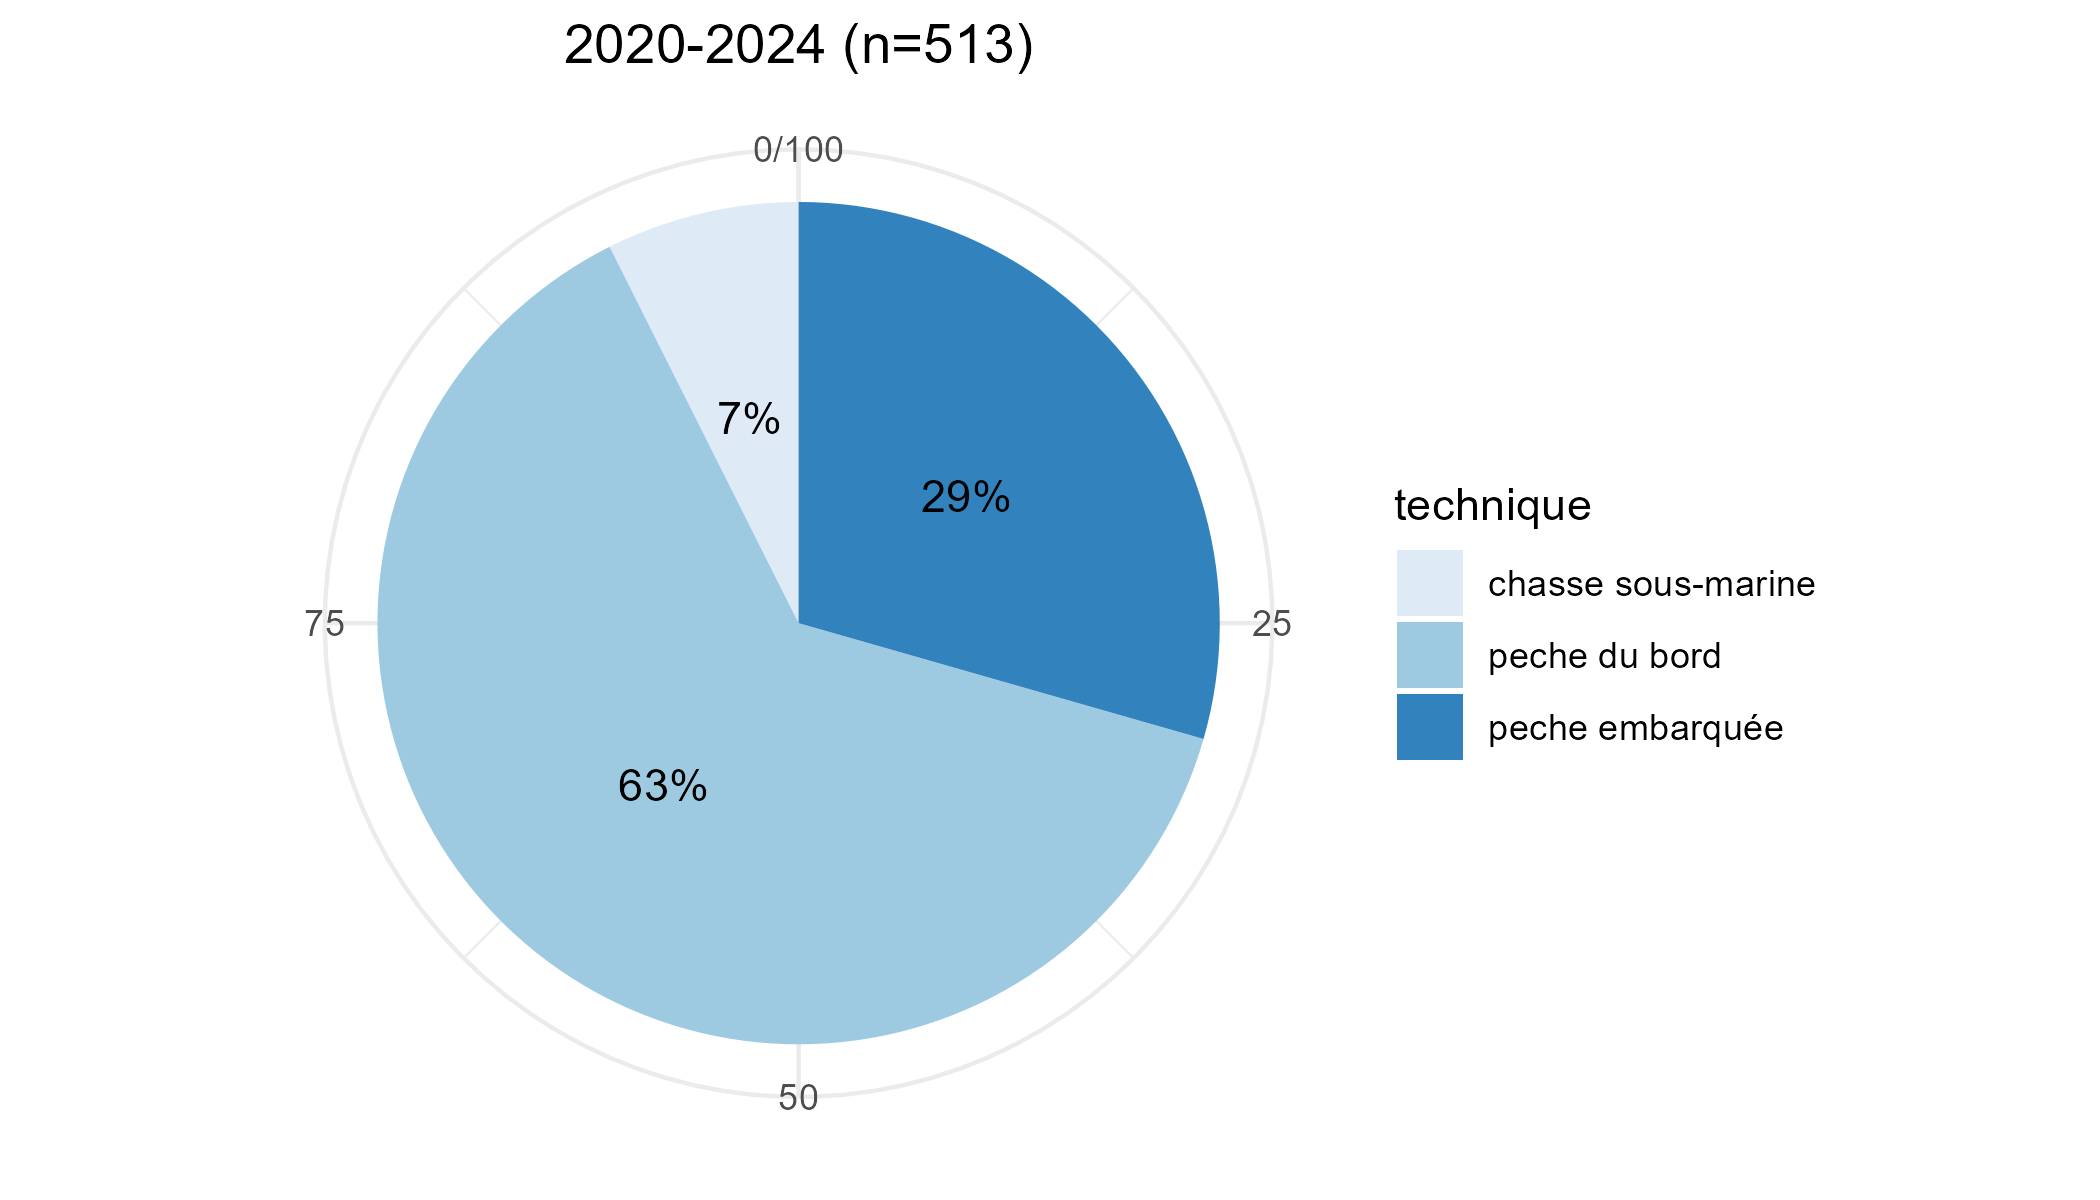 2020-2024 (n=513)
0/100
7%
29%
75
25
63%
50
technique
chasse sous-marine
peche du bord
peche embarquée